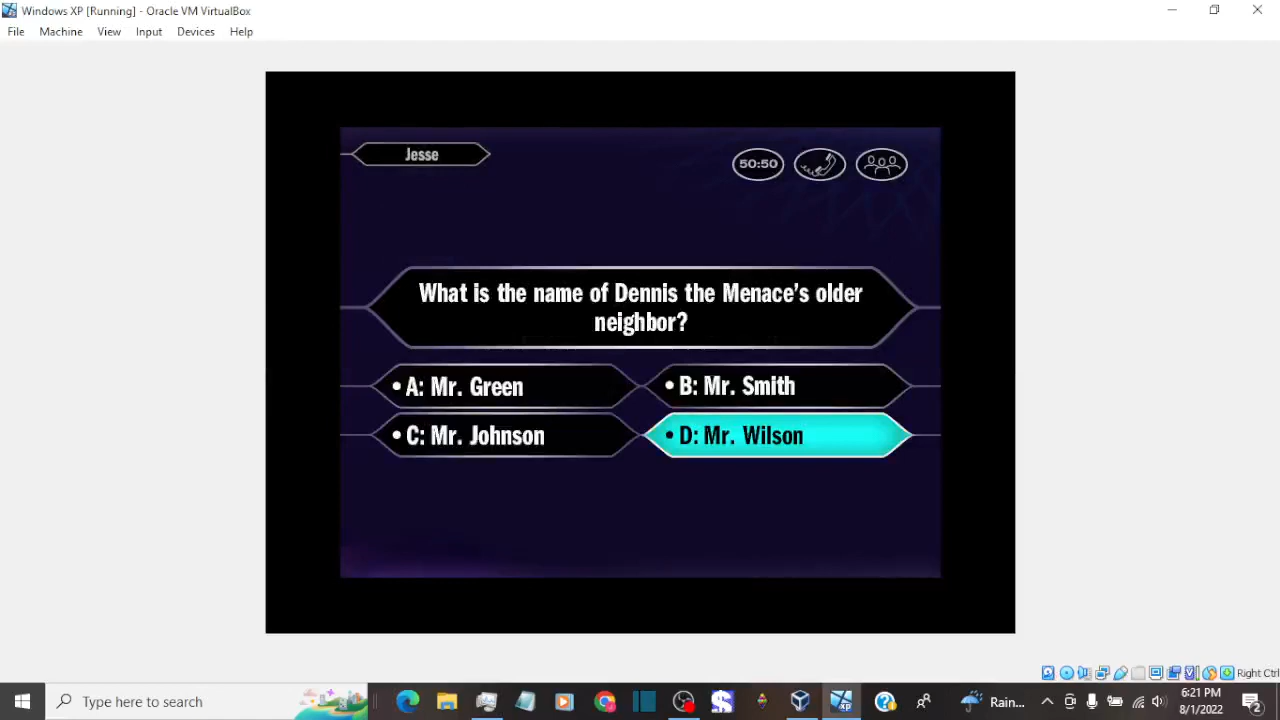 Windows XP [Running] - Oracle VM VirtualBox
File Machine View Input Devices Help
Jesse
50:50
What is the name of Dennis the Menace's older
neighbor?
• A: Mr. Green
• B: Mr. Smith
• C: Mr. Johnson
• D: Mr. Wilson
Right Ctrl
Type here to search
XP
Rain...
6:21 PM
8/1/2022
2